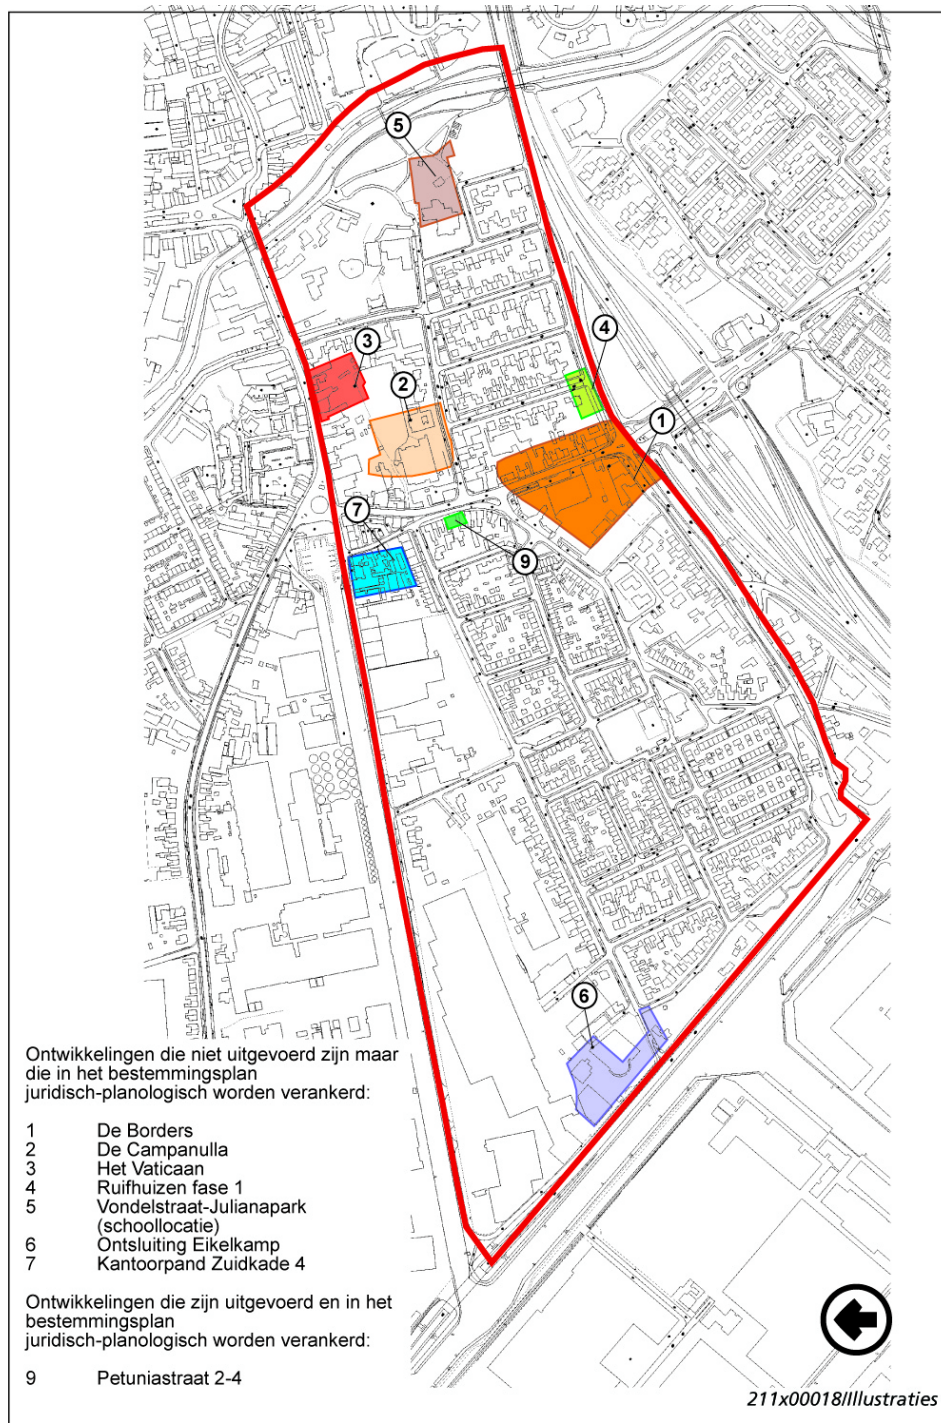 5
4
3
2
1
7
9
6
Ontwikkelingen die niet uitgevoerd zijn maar
die in het bestemmingsplan
juridisch-planologisch worden verankerd:
1 De Borders
2 De Campanulla
3 Het Vaticaan
4 Ruifhuizen fase 1
5 Vondelstraat-Julianapark
(schoollocatie)
6 Ontsluiting Eikelkamp
7 Kantoorpand Zuidkade 4
Ontwikkelingen die zijn uitgevoerd en in het
bestemmingsplan
juridisch-planologisch worden verankerd:
9 Petuniastraat 2-4
211x00018/Illustraties